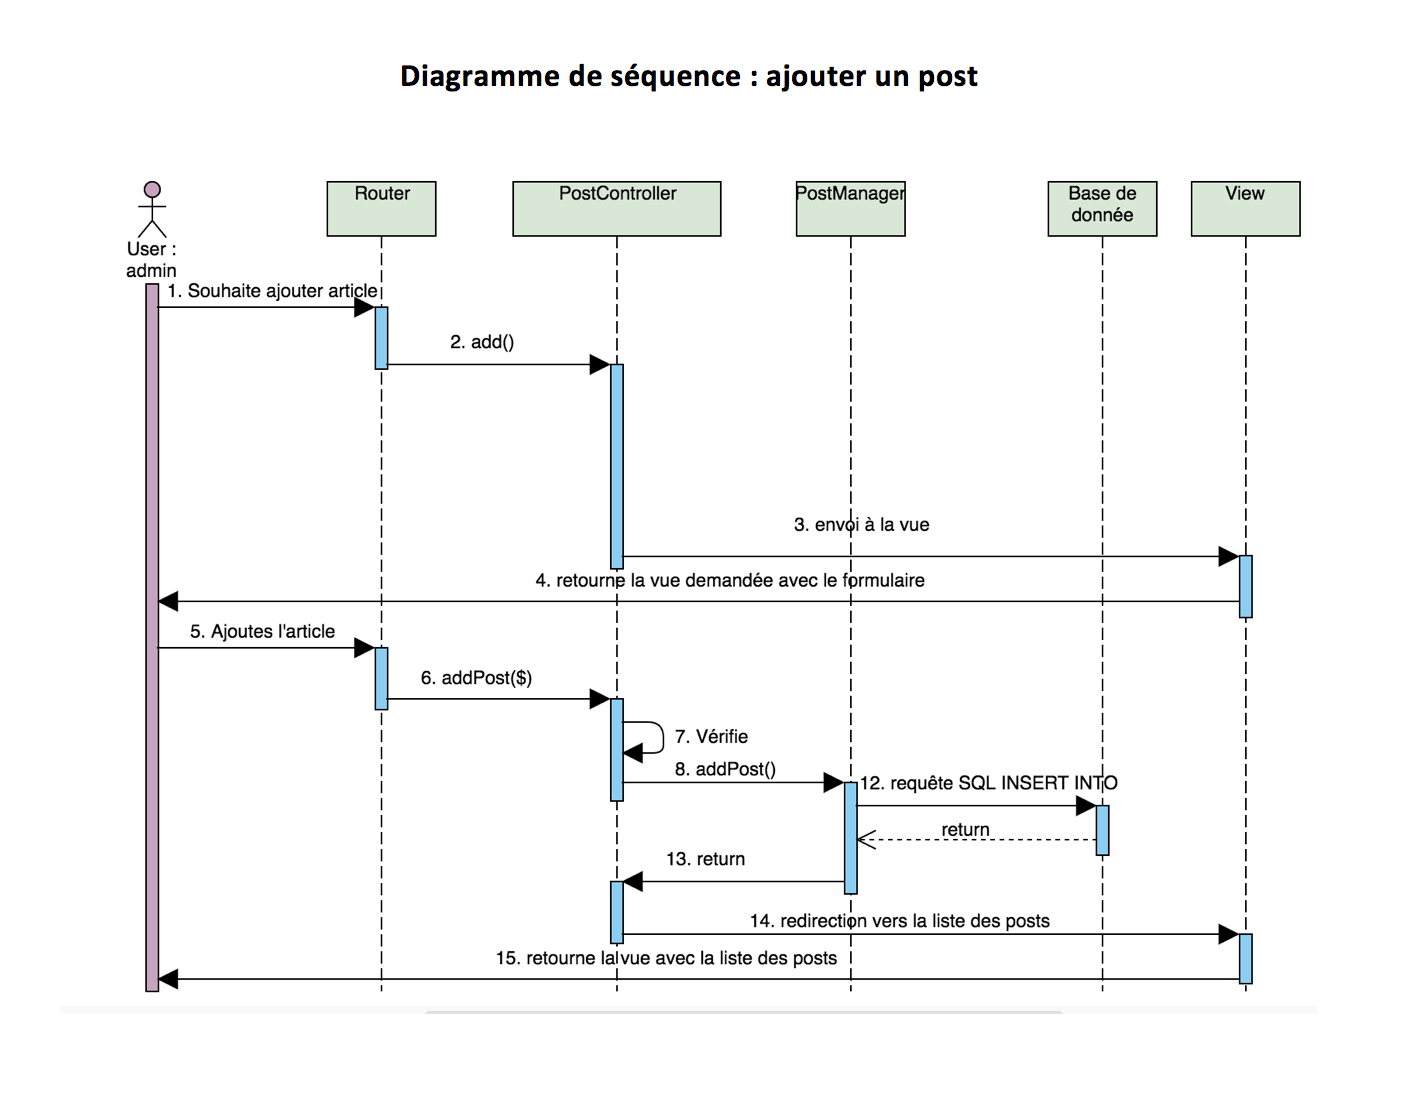 Diagramme de séquence : ajouter un post
Router
PostController
PostManager
Base de
donnée
View
User :
admin
1. Souhaite ajouter article
2. add()
3. envoi à la vue
4. retourne la vue demandée avec le formulaire
5. Ajoutes l'article
6. addPost($)
7. Vérifie
8. addPost()
12. requête SQL INSERT INTO
return
13. return
14. redirection vers la liste des posts
15. retourne la vue avec la liste des posts